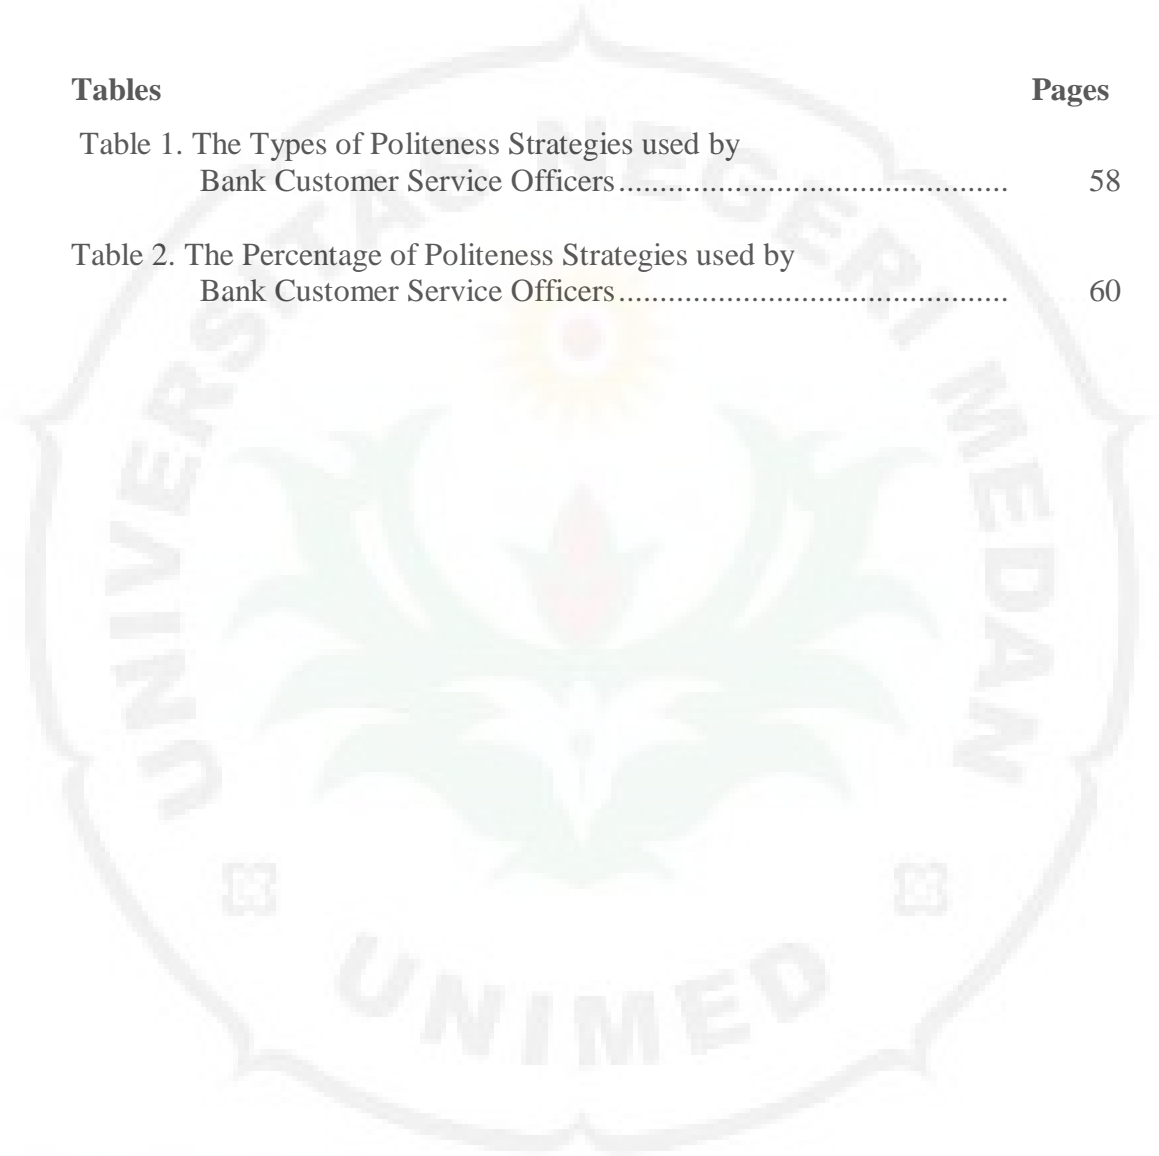 Tables Pages
Table 1. The Types of Politeness Strategies used by
Bank Customer Service Officers............................................... 58
Table 2. The Percentage of Politeness Strategies used by
Bank Customer Service Officers............................................... 60
UNIVERSITAS NEGERI MEDAN
UNIMED